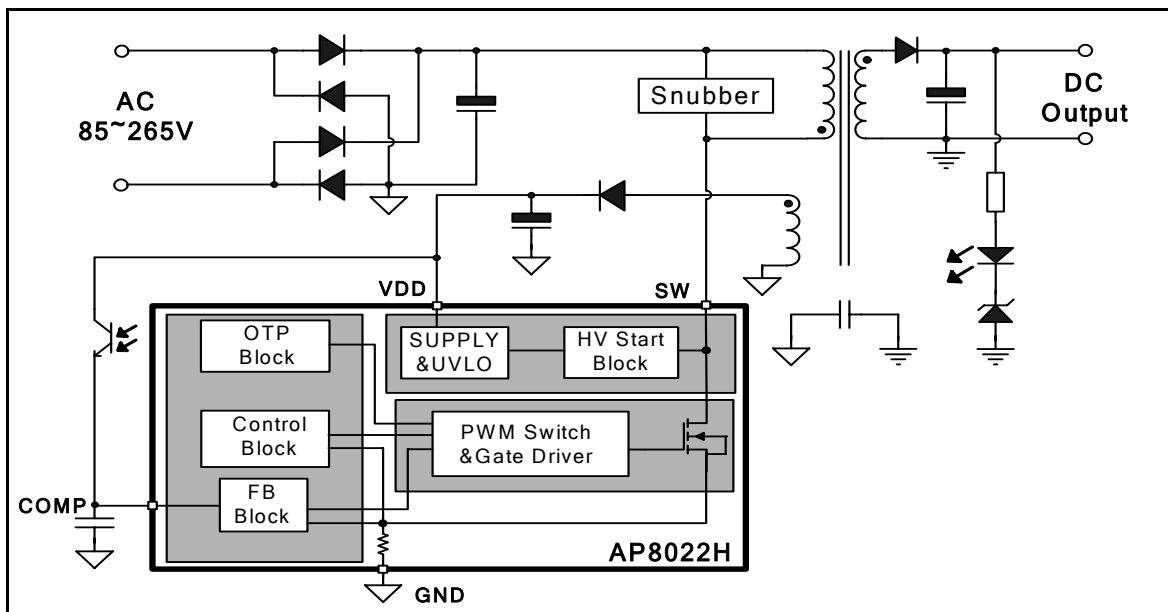 AC
85~265V
Snubber
DC
Output
VDD
SW
OTP
Block
SUPPLY
&UVLO
HV Start
Block
Control
Block
PWM Switch
&Gate Driver
FB
Block
COMP
AP8022H
GND